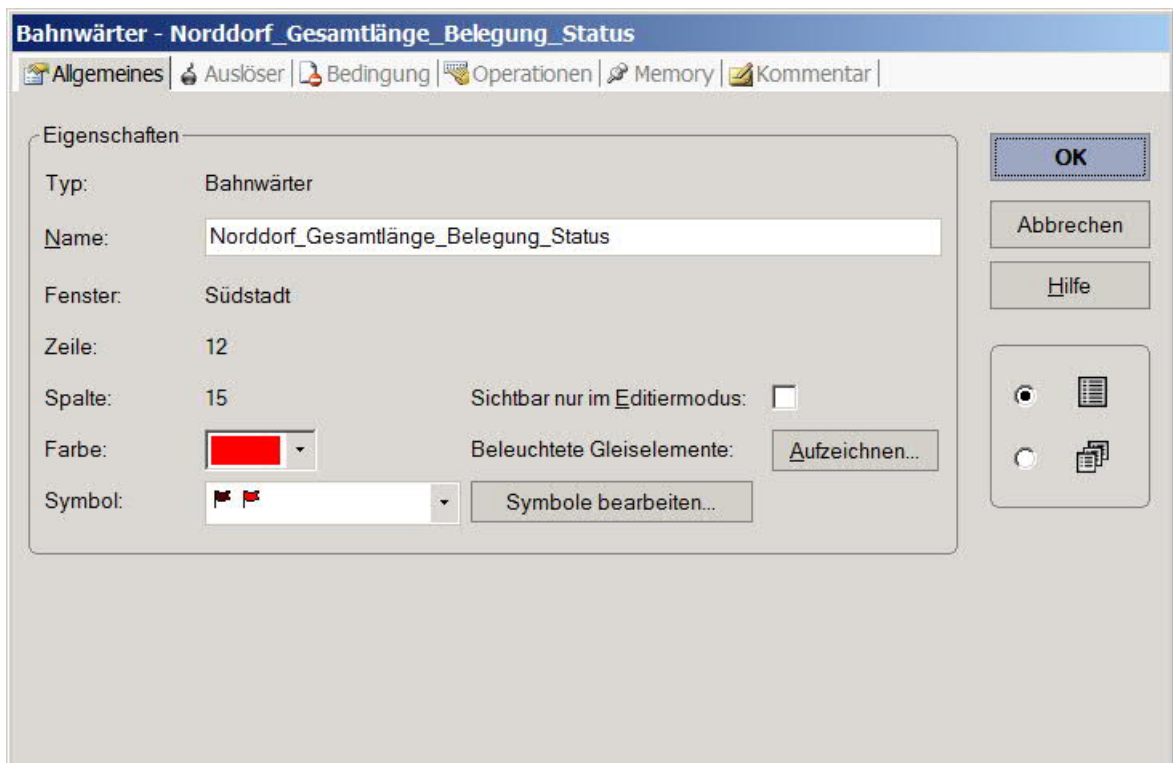 Bahnwärter - Norddorf_Gesamtlänge_Belegung_Status
Allgemeines Auslöser Bedingung Operationen Memory Kommentar
Eigenschaften
Typ: Bahnwärter
Name: Norddorf_Gesamtlänge_Belegung_Status
Fenster: Südstadt
Zeile: 12
Spalte: 15 Sichtbar nur im Editiermodus:
Farbe: Beleuchtete Gleiselemente: Aufzeichnen...
Symbol: Symbole bearbeiten...
OK
Abbrechen
Hilfe